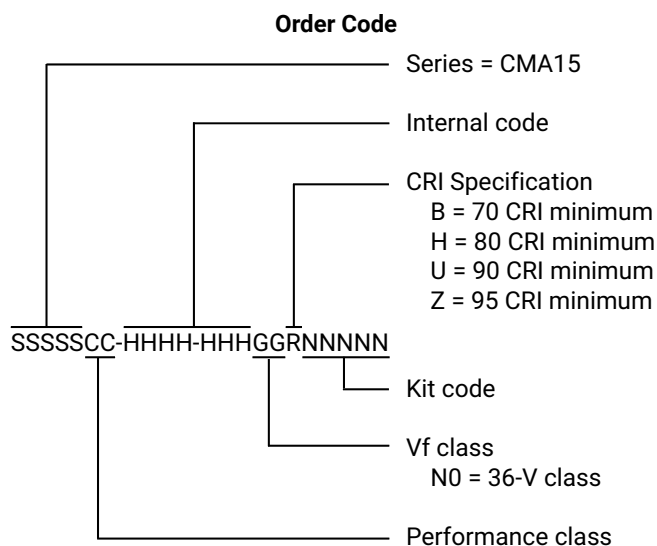 Order Code
Series = CMA15
Internal code
CRI Specification
B = 70 CRI minimum
H = 80 CRI minimum
U = 90 CRI minimum
Z = 95 CRI minimum
SSSSSCC-HHHH-HHHGGRNNNNN
Kit code
Vf class
N0 = 36-V class
Performance class